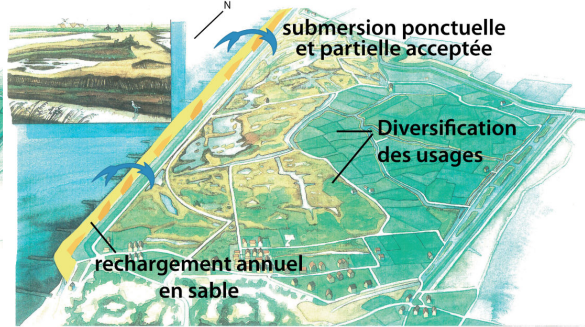 N
submersion ponctuelle
et partielle acceptée
Diversification
des usages
rechargement annuel
en sable